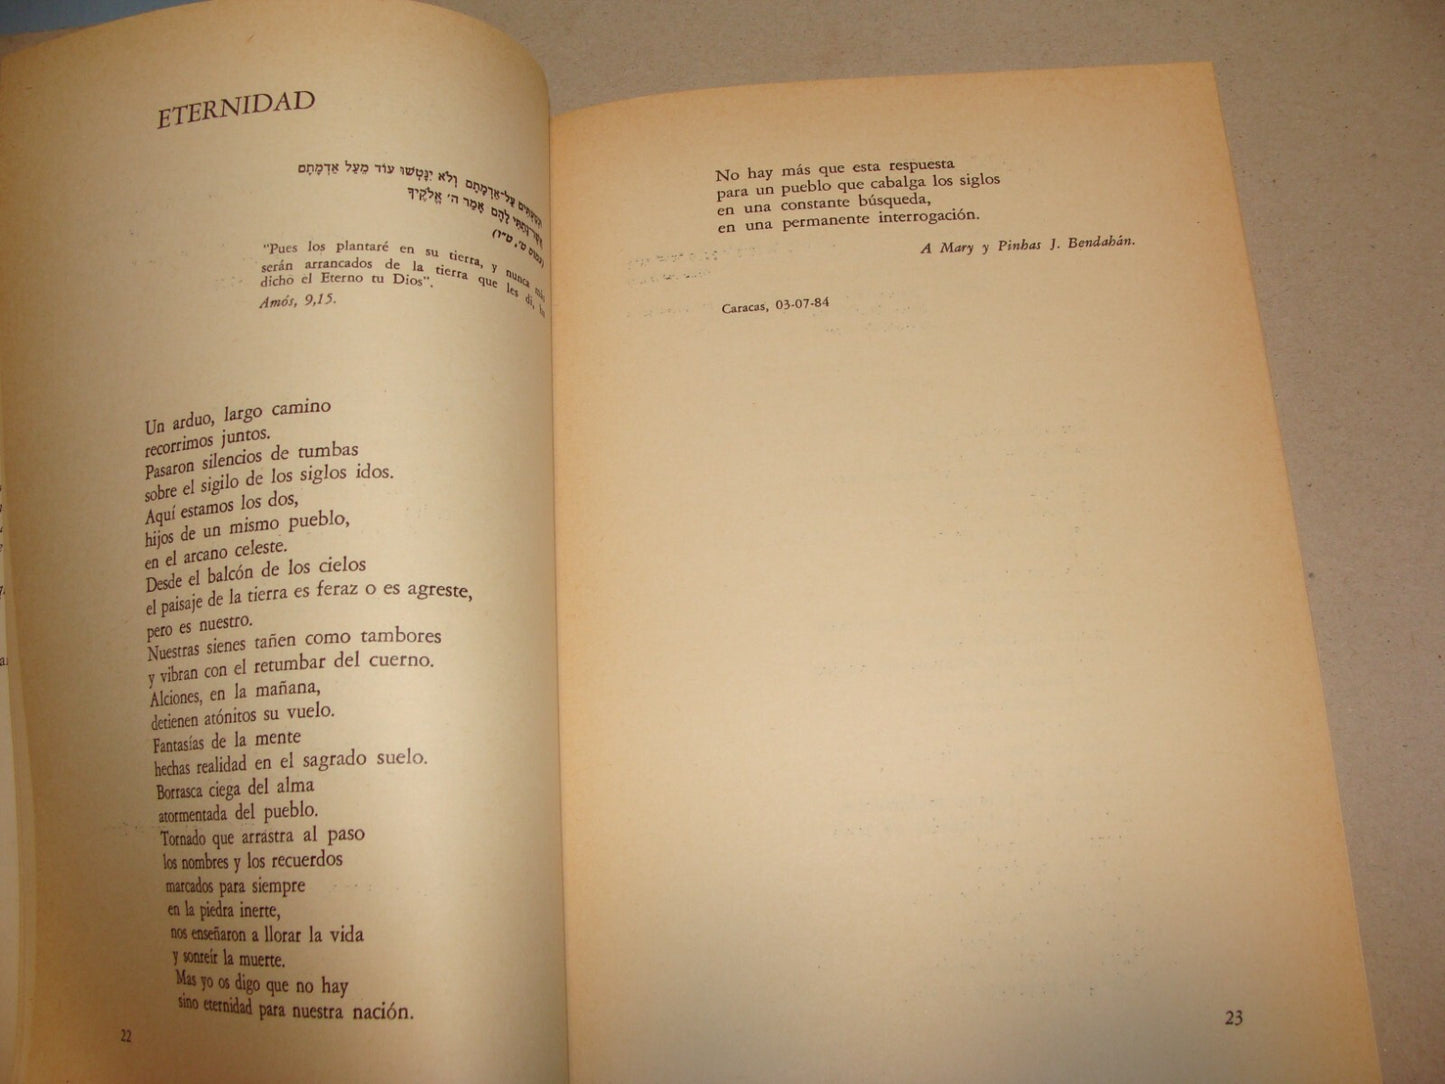 ETERNIDAD
וּנְטַעְתִּים עַל־אַדְמָתָם וְלֹא יִנָּטְשׁוּ עוֹד מֵעַל אַדְמָתָם
אֲשֶׁר נָתַתִּי לָהֶם אָמַר ה׳ אֱלֹקֶיךָ
(עמוס ט׳, ט״ו)
"Pues los plantaré en su tierra, y nunca más
serán arrancados de la tierra que les di, ha
dicho el Eterno tu Dios".
Amós, 9,15.
Un arduo, largo camino
recorrimos juntos.
Pasaron silencios de tumbas
sobre el sigilo de los siglos idos.
Aquí estamos los dos,
hijos de un mismo pueblo,
en el arcano celeste.
Desde el balcón de los cielos
el paisaje de la tierra es feraz o es agreste,
pero es nuestro.
Nuestras sienes tañen como tambores
y vibran con el retumbar del cuerno.
Alciones, en la mañana,
detienen atónitos su vuelo.
Fantasías de la mente
hechas realidad en el sagrado suelo.
Borrasca ciega del alma
atormentada del pueblo.
Tornado que arrastra al paso
los nombres y los recuerdos
marcados para siempre
en la piedra inerte,
nos enseñaron a llorar la vida
y sonreír la muerte.
Mas yo os digo que no hay
sino eternidad para nuestra nación.
22
No hay más que esta respuesta
para un pueblo que cabalga los siglos
en una constante búsqueda,
en una permanente interrogación.
A Mary y Pinhas J. Bendahán.
Caracas, 03-07-84
23